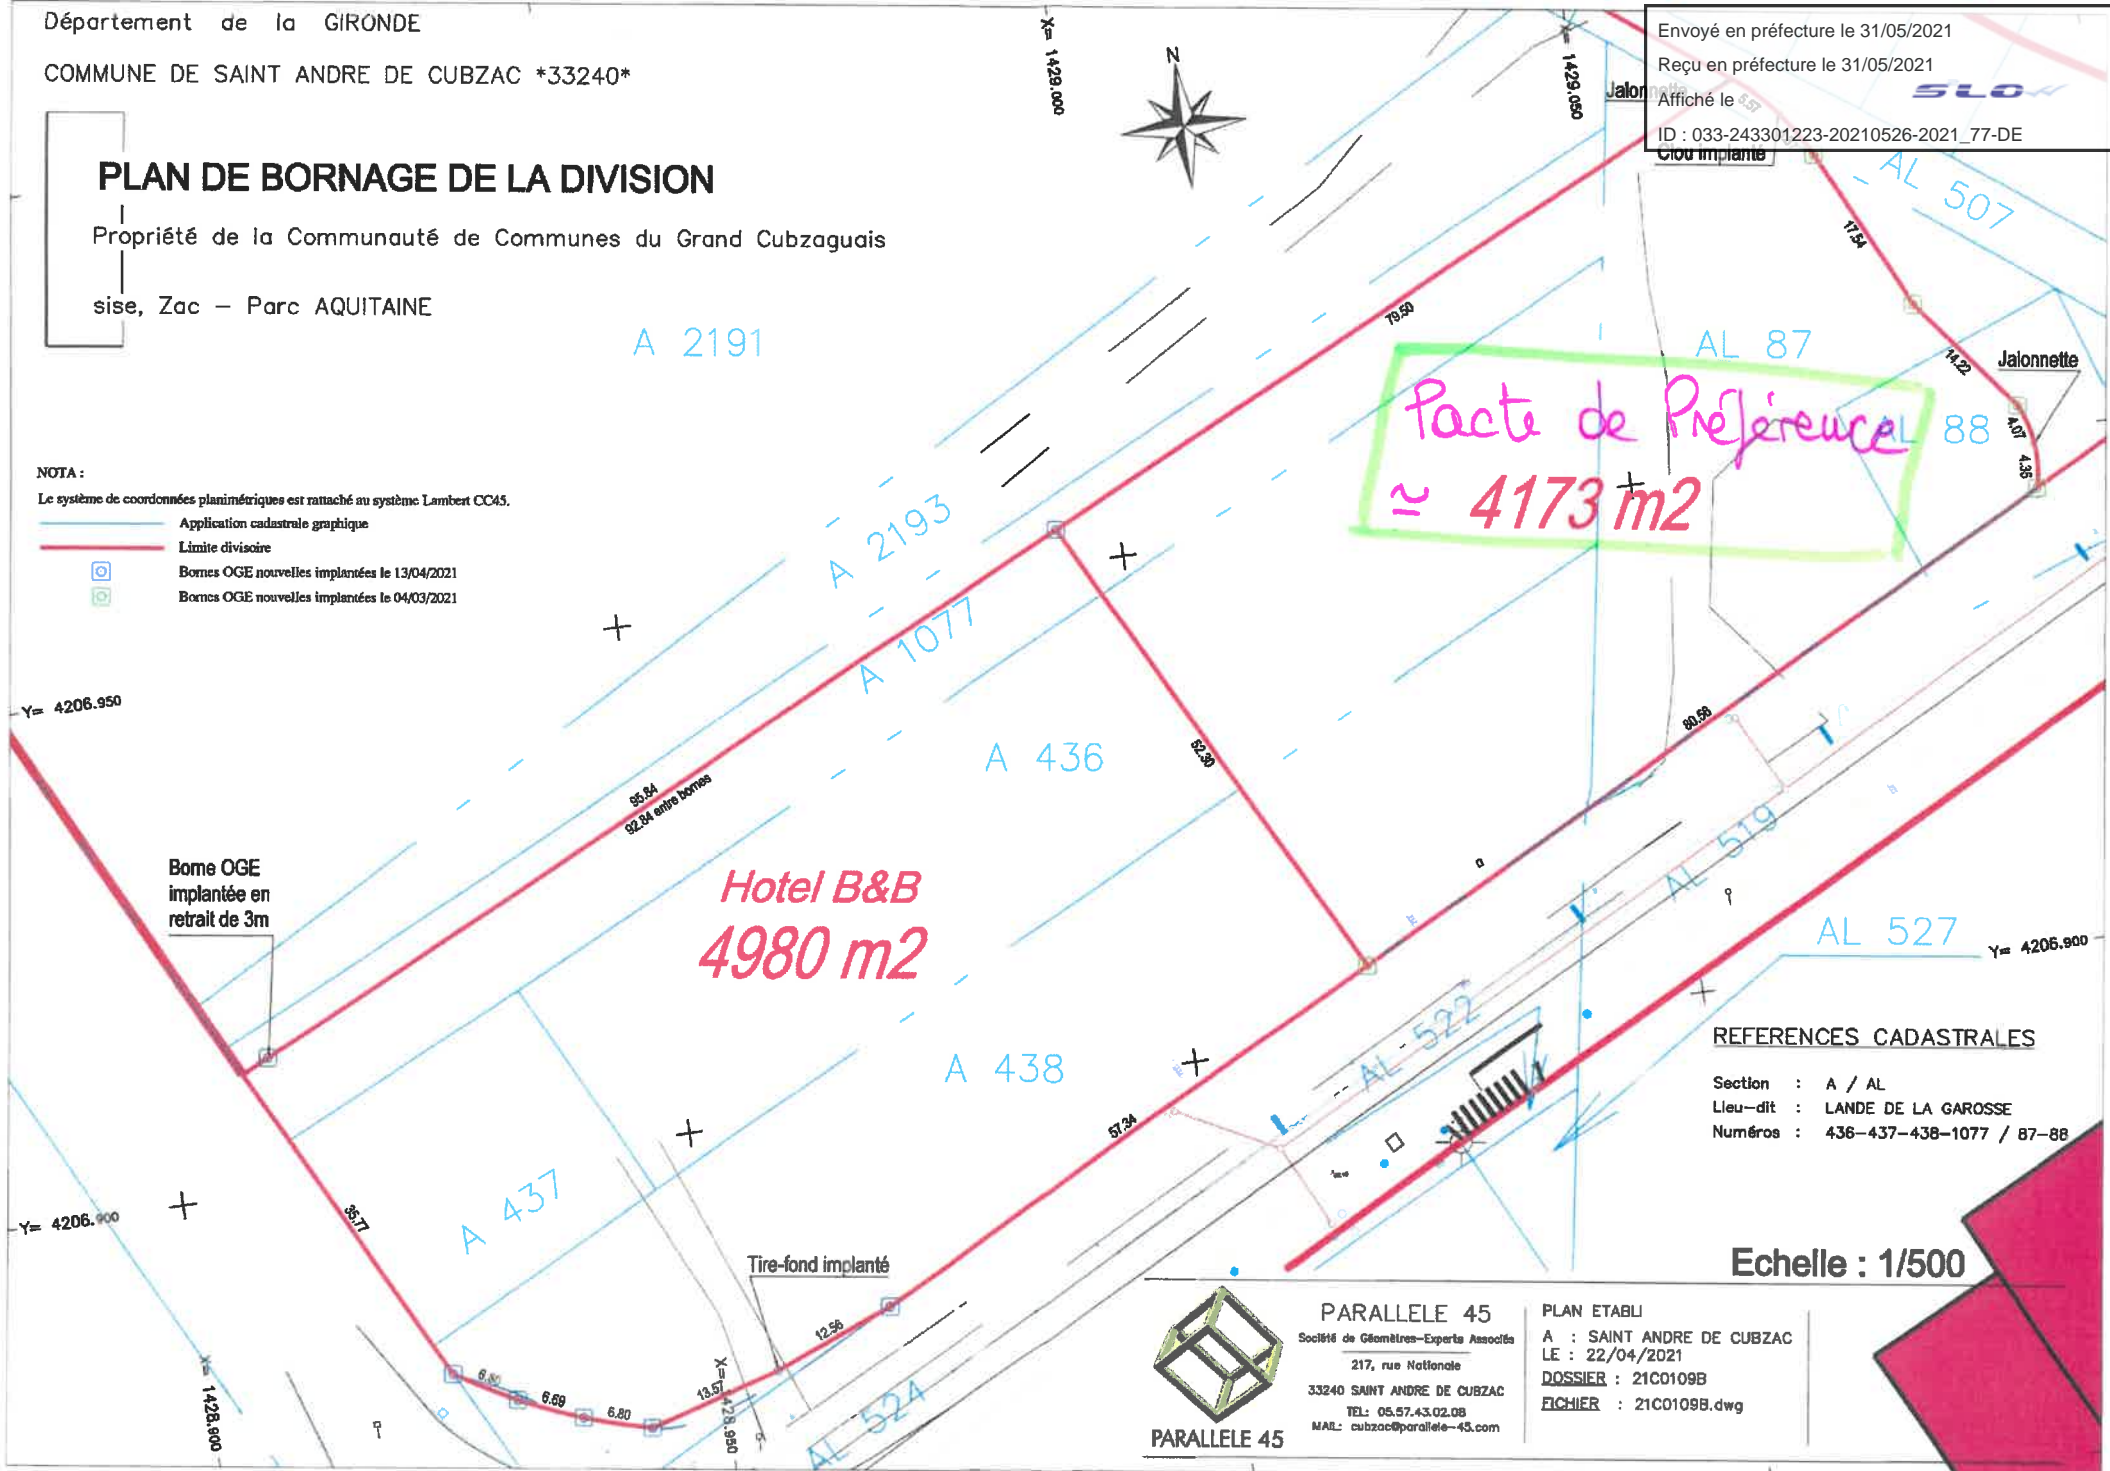 Département de la GIRONDE
COMMUNE DE SAINT ANDRE DE CUBZAC *33240*
PLAN DE BORNAGE DE LA DIVISION
Propriété de la Communauté de Communes du Grand Cubzaguais
sise, Zac – Parc AQUITAINE
Envoyé en préfecture le 31/05/2021
Reçu en préfecture le 31/05/2021
Affiché le
SLOW
ID : 033-243301223-20210526-2021_77-DE
X= 1429.000
X= 1429.050
N
Clou implanté
5.57
AL 507
17.54
A 2191
79.50
AL 87
14.22
Jalonnette
Pacte de Préférence
AL 88
≃ 4173 m2
4.07
4.35
NOTA :
Le système de coordonnées planimétriques est rattaché au système Lambert CC45.
Application cadastrale graphique
Limite divisoire
Bornes OGE nouvelles implantées le 13/04/2021
Bornes OGE nouvelles implantées le 04/03/2021
A 2193
A 1077
Y= 4206.950
A 436
52.30
80.58
95.84
92.84 entre bornes
AL 519
Borne OGE
implantée en
retrait de 3m
Hotel B&B
4980 m2
AL 527
Y= 4206.900
AL 522
A 438
57.34
REFERENCES CADASTRALES
Section : A / AL
Lieu-dit : LANDE DE LA GAROSSE
Numéros : 436-437-438-1077 / 87-88
35.77
A 437
Y= 4206.900
Tire-fond implanté
12.56
13.57
6.80
6.69
6.80
X= 1428.900
X= 1428.950
AL 524
Echelle : 1/500
PARALLELE 45
PARALLELE 45
Société de Géomètres-Experts Associés
217, rue Nationale
33240 SAINT ANDRE DE CUBZAC
TEL: 05.57.43.02.08
MAIL: cubzac@parallele-45.com
PLAN ETABLI
A : SAINT ANDRE DE CUBZAC
LE : 22/04/2021
DOSSIER : 21C0109B
FICHIER : 21C0109B.dwg